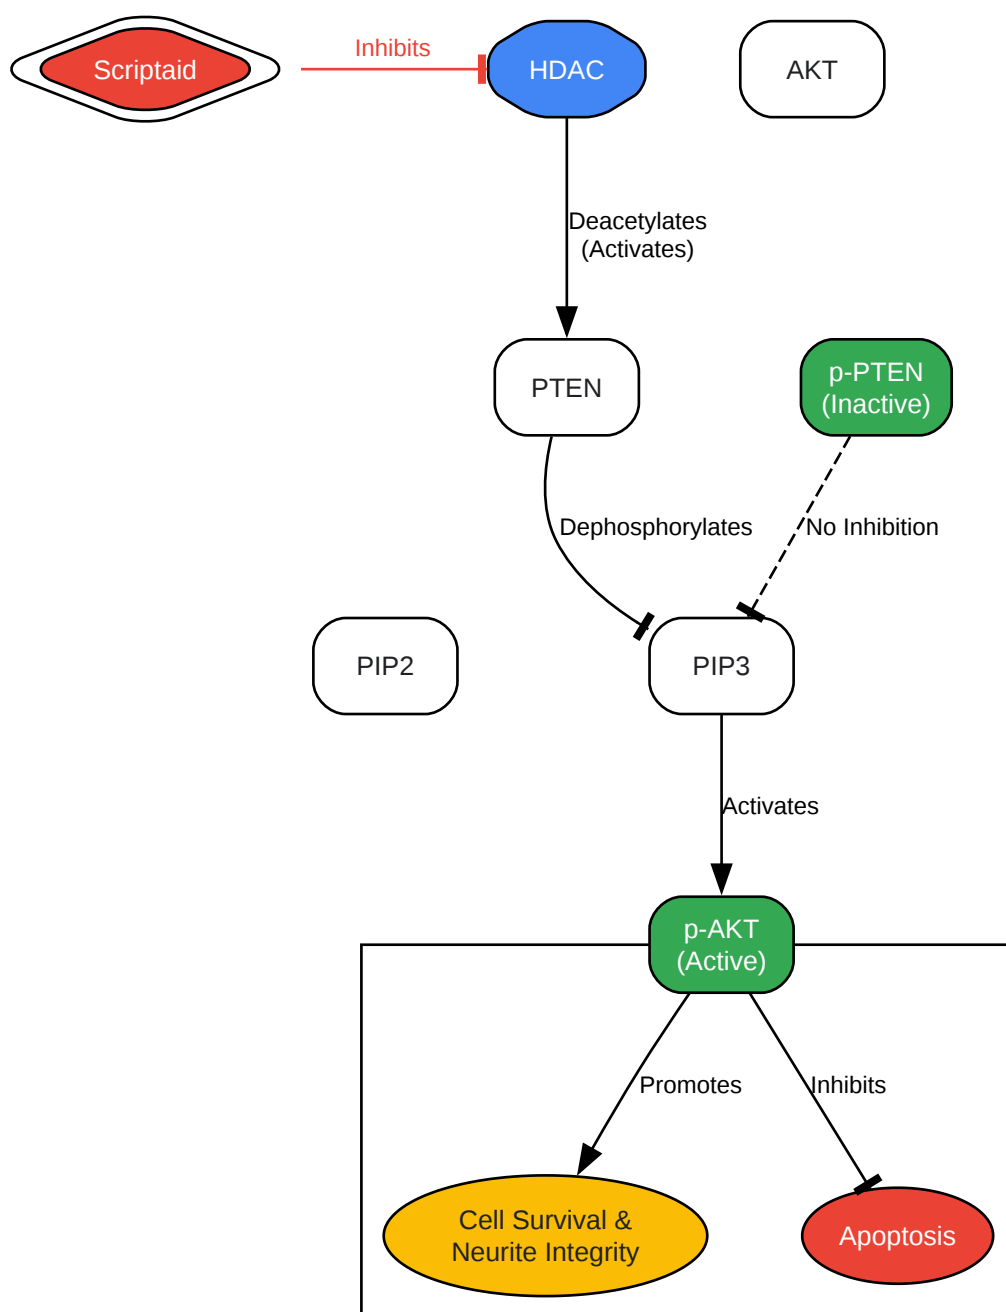 Scriptaid
Inhibits
HDAC
AKT
Deacetylates
(Activates)
PTEN
p-PTEN
(Inactive)
Dephosphorylates
No Inhibition
PIP2
PIP3
Activates
p-AKT
(Active)
Promotes
Inhibits
Cell Survival &
Neurite Integrity
Apoptosis